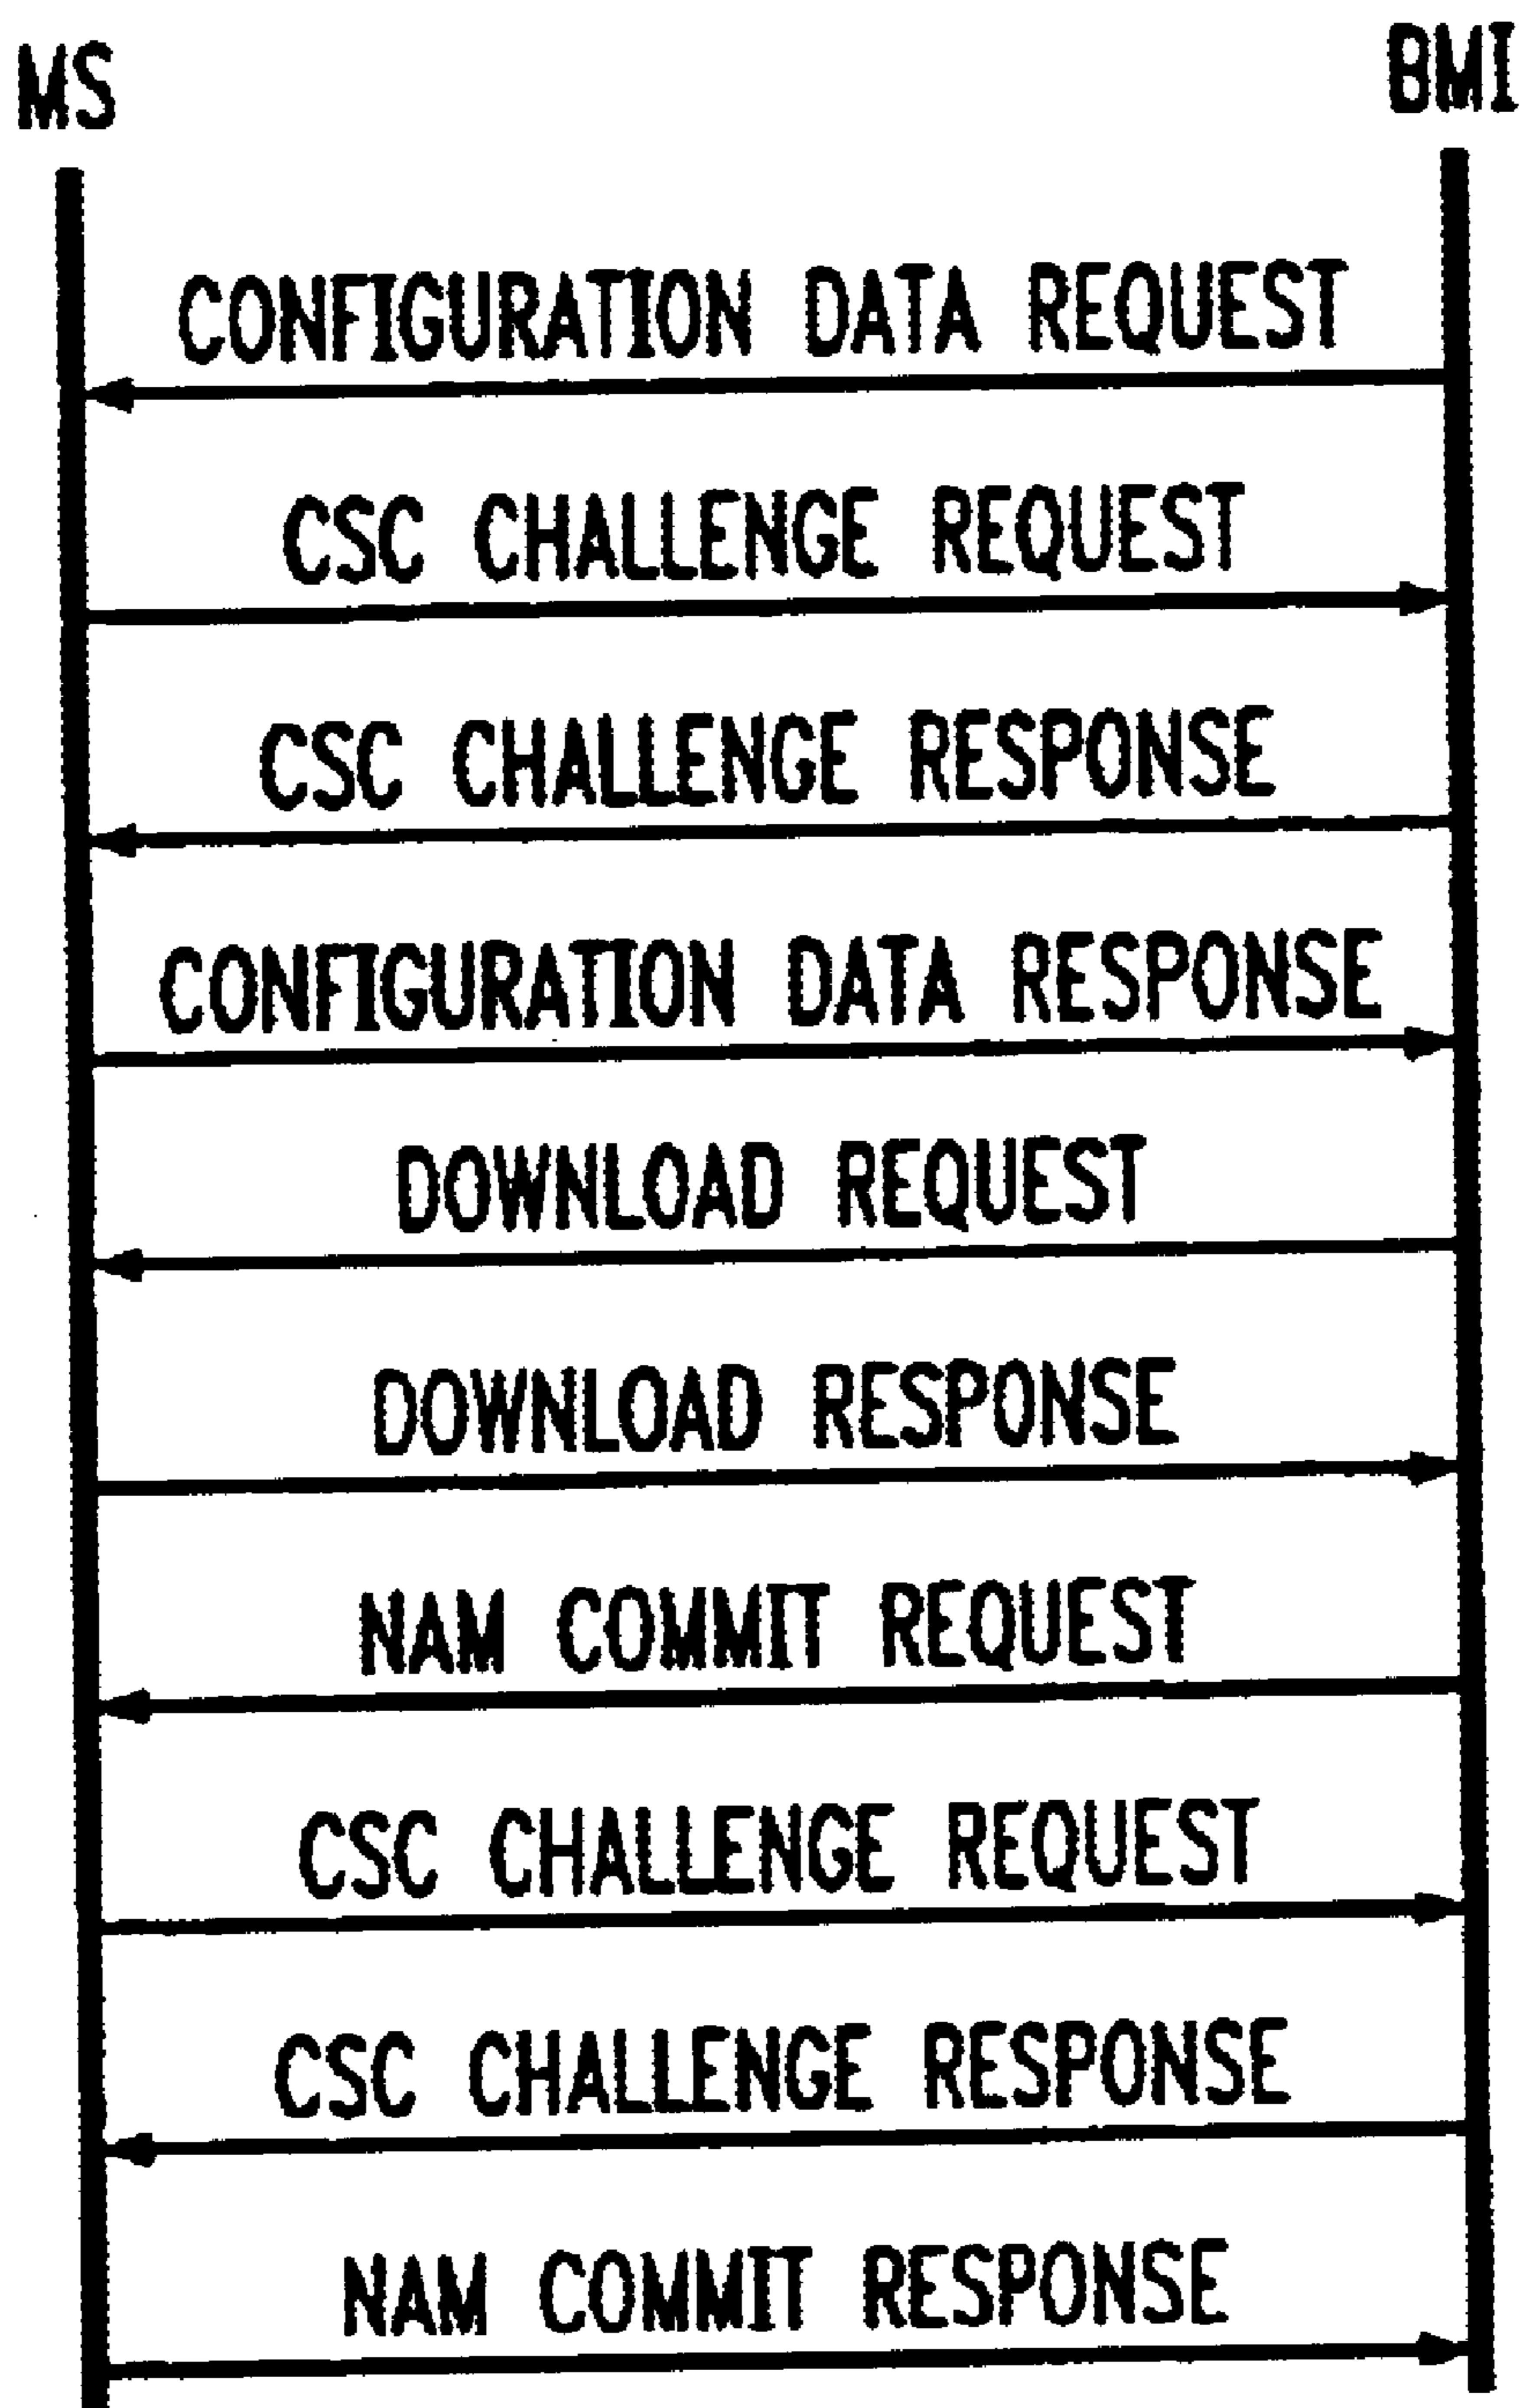 MS
BMI
CONFIGURATION DATA REQUEST
CSC CHALLENGE REQUEST
CSC CHALLENGE RESPONSE
CONFIGURATION DATA RESPONSE
DOWNLOAD REQUEST
DOWNLOAD RESPONSE
NAM COMMIT REQUEST
CSC CHALLENGE REQUEST
CSC CHALLENGE RESPONSE
NAM COMMIT RESPONSE